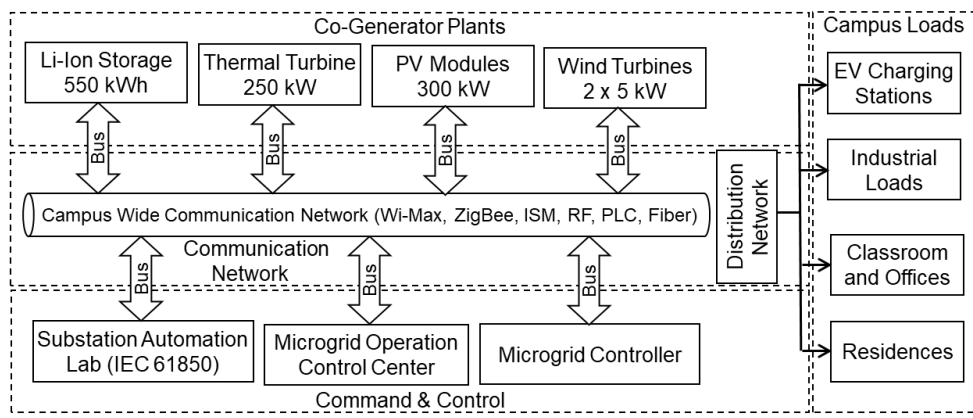 Co-Generator Plants
Campus Loads
Li-Ion Storage
550 kWh
Thermal Turbine
250 kW
PV Modules
300 kW
Wind Turbines
2 x 5 kW
EV Charging
Stations
Bus
Bus
Bus
Bus
Industrial
Loads
Campus Wide Communication Network (Wi-Max, ZigBee, ISM, RF, PLC, Fiber)
Distribution
Network
Communication
Network
Classroom
and Offices
Bus
Bus
Bus
Substation Automation
Lab (IEC 61850)
Microgrid Operation
Control Center
Microgrid Controller
Residences
Command & Control